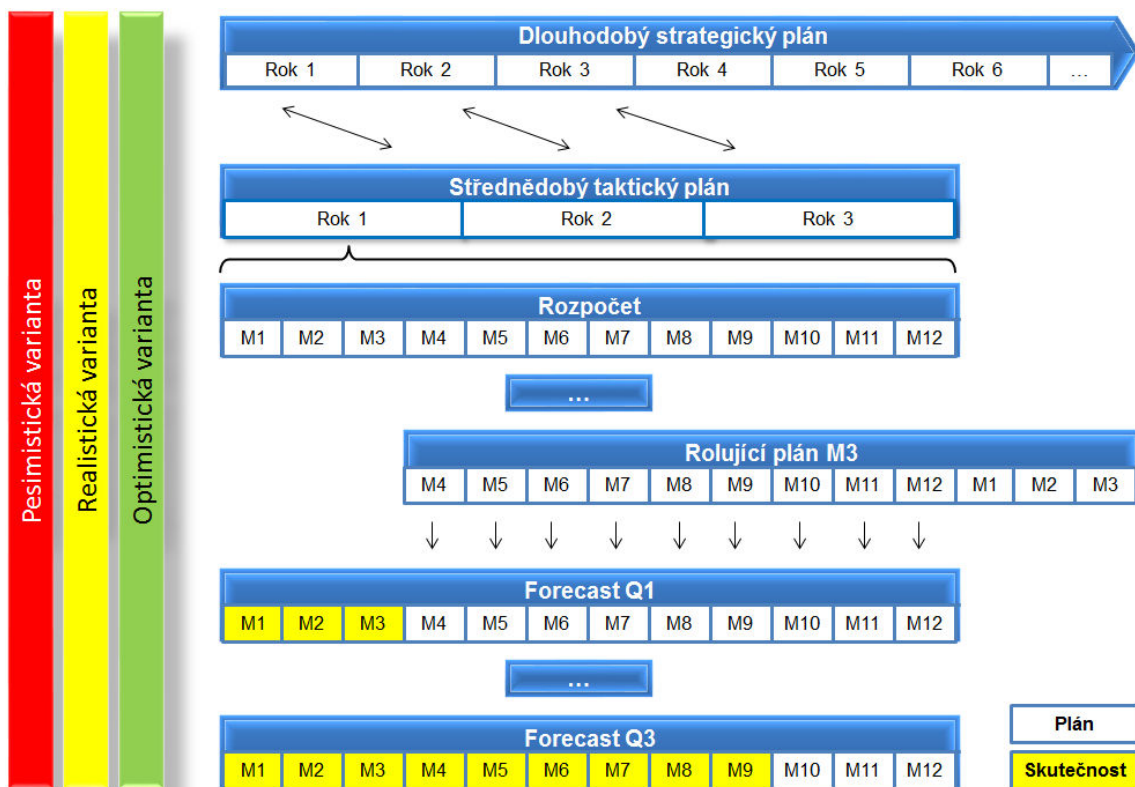 Pesimistická varianta
Realistická varianta
Optimistická varianta
Dlouhodobý strategický plán
Rok 1 Rok 2 Rok 3 Rok 4 Rok 5 Rok 6 ...
Střednědobý taktický plán
Rok 1 Rok 2 Rok 3
Rozpočet
M1 M2 M3 M4 M5 M6 M7 M8 M9 M10 M11 M12
...
Rolující plán M3
M4 M5 M6 M7 M8 M9 M10 M11 M12 M1 M2 M3
Forecast Q1
M1 M2 M3 M4 M5 M6 M7 M8 M9 M10 M11 M12
...
Forecast Q3
M1 M2 M3 M4 M5 M6 M7 M8 M9 M10 M11 M12
Plán
Skutečnost